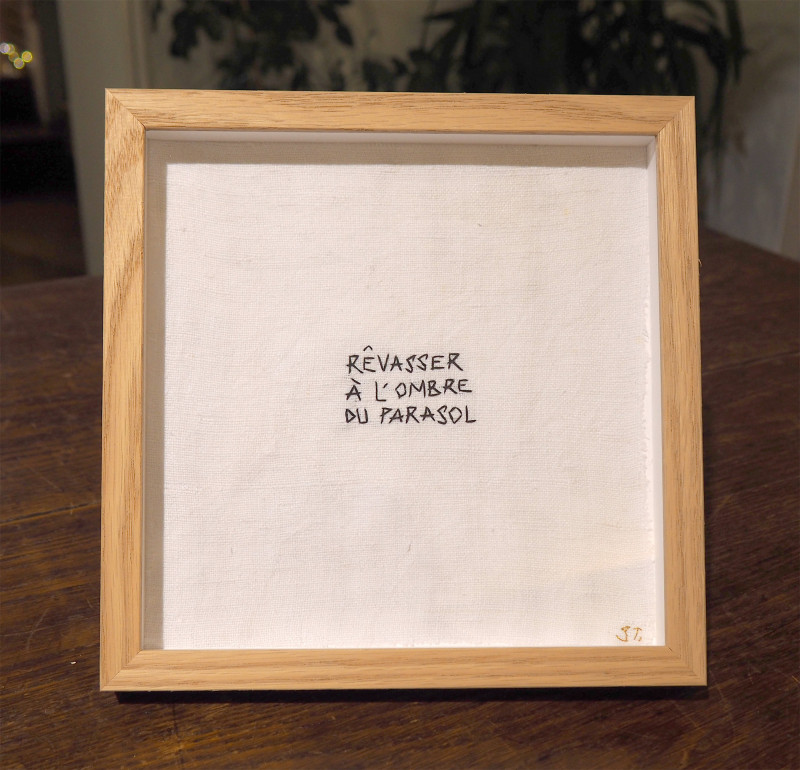 RÊVASSER
À L'OMBRE
DU PARASOL
J.T.